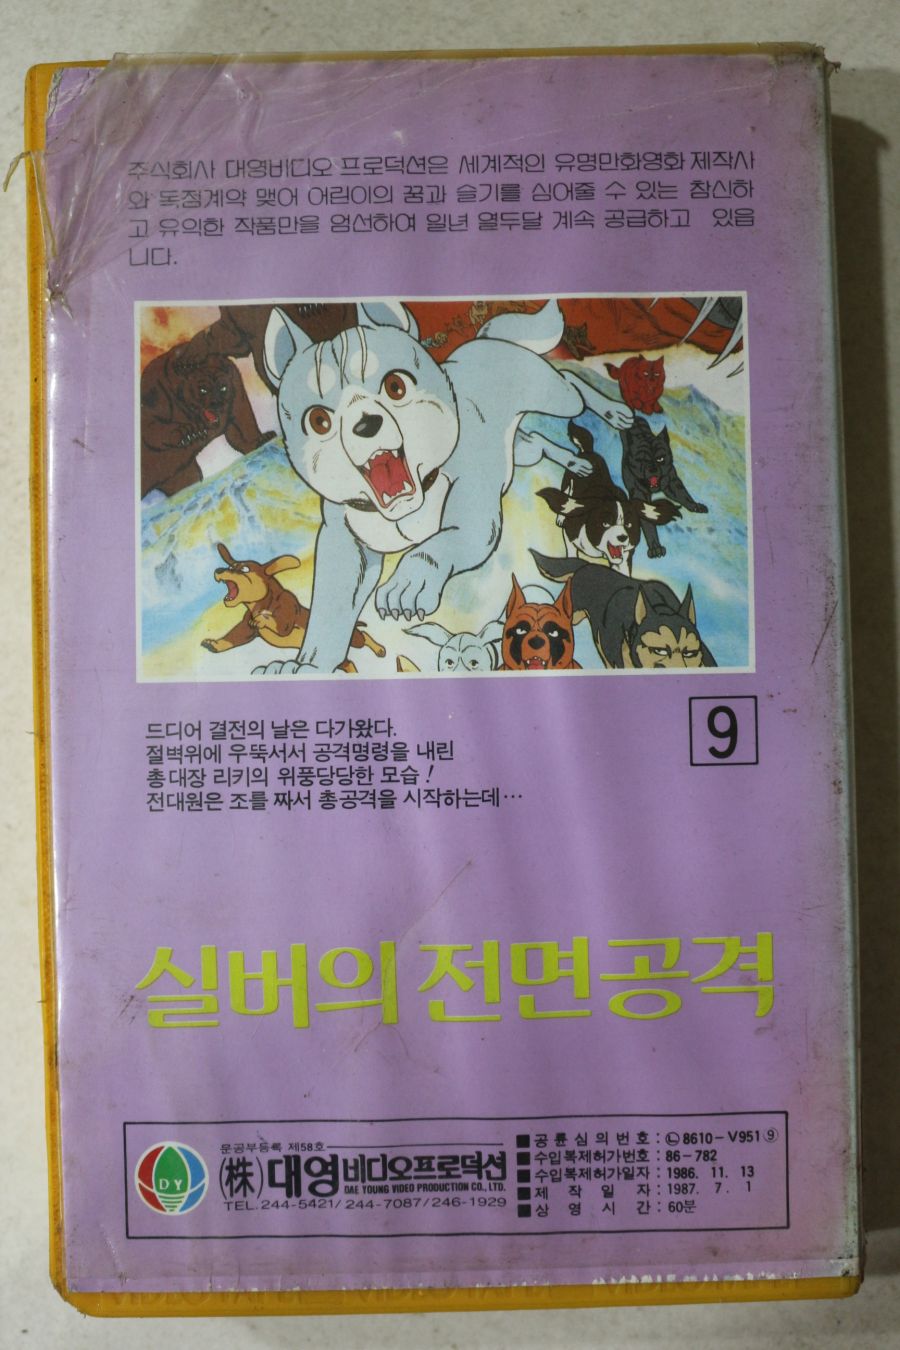 주식회사 대영비디오 프로덕션은 세계적인 유명만화영화 제작사
와 독점계약 맺어 어린이의 꿈과 슬기를 심어줄 수 있는 참신하
고 유익한 작품만을 엄선하여 일년 열두달 계속 공급하고 있읍
니다.
드디어 결전의 날은 다가왔다.
절벽위에 우뚝서서 공격명령을 내린
총대장 리키의 위풍당당한 모습!
전대원은 조를 짜서 총공격을 시작하는데…
9
실버의 전면공격
DY
문공부등록 제58호
(株)대영비디오프로덕션
DAE YOUNG VIDEO PRODUCTION CO., LTD.
TEL. 244-5421/244-7087/246-1929
■공륜심의번호 : ㉡8610-V951⑨
■수입복제허가번호 : 86-782
■수입복제허가일자 : 1986. 11. 13
■제작일자 : 1987. 7. 1
■상영시간 : 60분